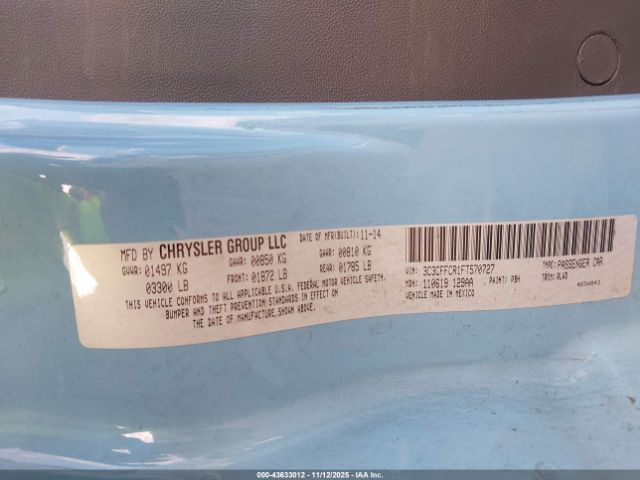 MFD BY CHRYSLER GROUP LLC
DATE OF MFR(BUILT): 11-14
GVWR: 01497 KG
GAWR: 00850 KG
GAWR: 00810 KG
03300 LB
FRONT: 01872 LB
REAR: 01785 LB
THIS VEHICLE CONFORMS TO ALL APPLICABLE U.S.A. FEDERAL MOTOR VEHICLE SAFETY,
BUMPER AND THEFT PREVENTION STANDARDS IN EFFECT ON
THE DATE OF MANUFACTURE SHOWN ABOVE.
VIN: 3C3CFFCR1FT570727
TYPE: PASSENGER CAR
MDH: 110619 129AA
PAINT: PBH
TRIM: XLA9
VEHICLE MADE IN MEXICO
000-43633012 - 11/12/2025 - IAAI.COM